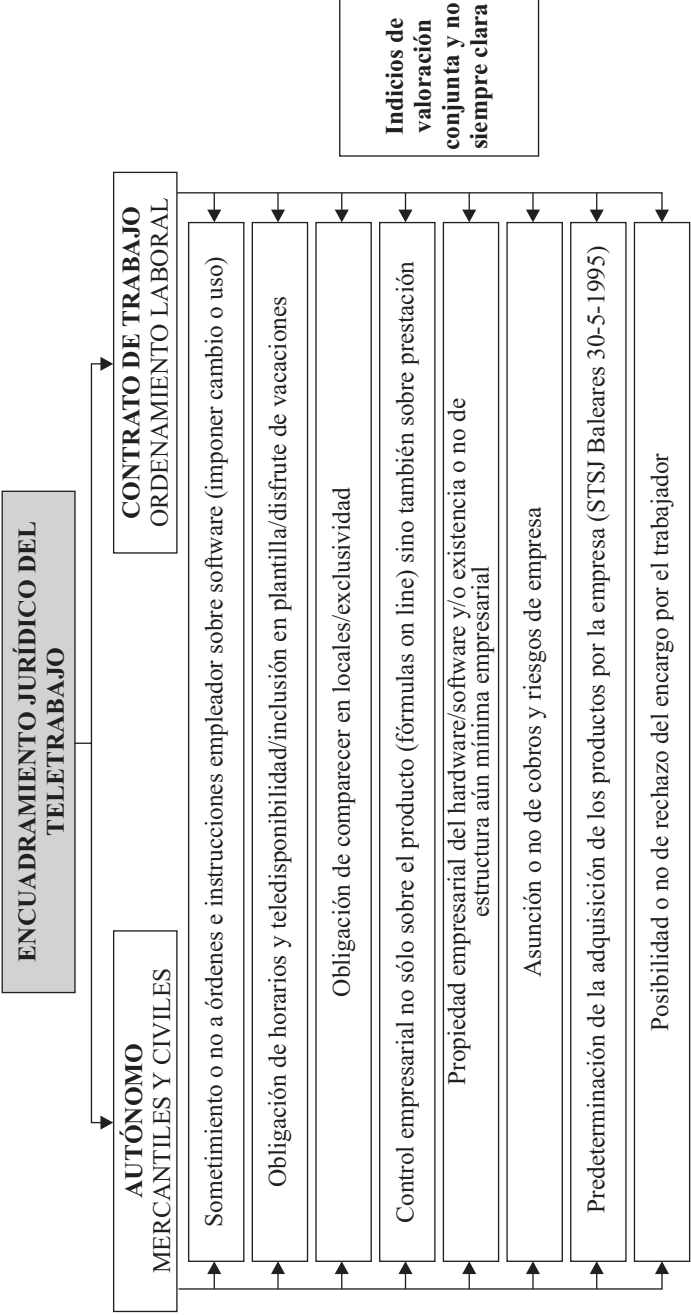 ENCUADRAMIENTO JURÍDICO DEL
TELETRABAJO
AUTÓNOMO
MERCANTILES Y CIVILES
CONTRATO DE TRABAJO
ORDENAMIENTO LABORAL
Sometimiento o no a órdenes e instrucciones empleador sobre software (imponer cambio o uso)
Obligación de horarios y teledisponibilidad/inclusión en plantilla/disfrute de vacaciones
Obligación de comparecer en locales/exclusividad
Control empresarial no sólo sobre el producto (fórmulas on line) sino también sobre prestación
Propiedad empresarial del hardware/software y/o existencia o no de
estructura aún mínima empresarial
Asunción o no de cobros y riesgos de empresa
Predeterminación de la adquisición de los productos por la empresa (STSJ Baleares 30-5-1995)
Posibilidad o no de rechazo del encargo por el trabajador
Indicios de
valoración
conjunta y no
siempre clara